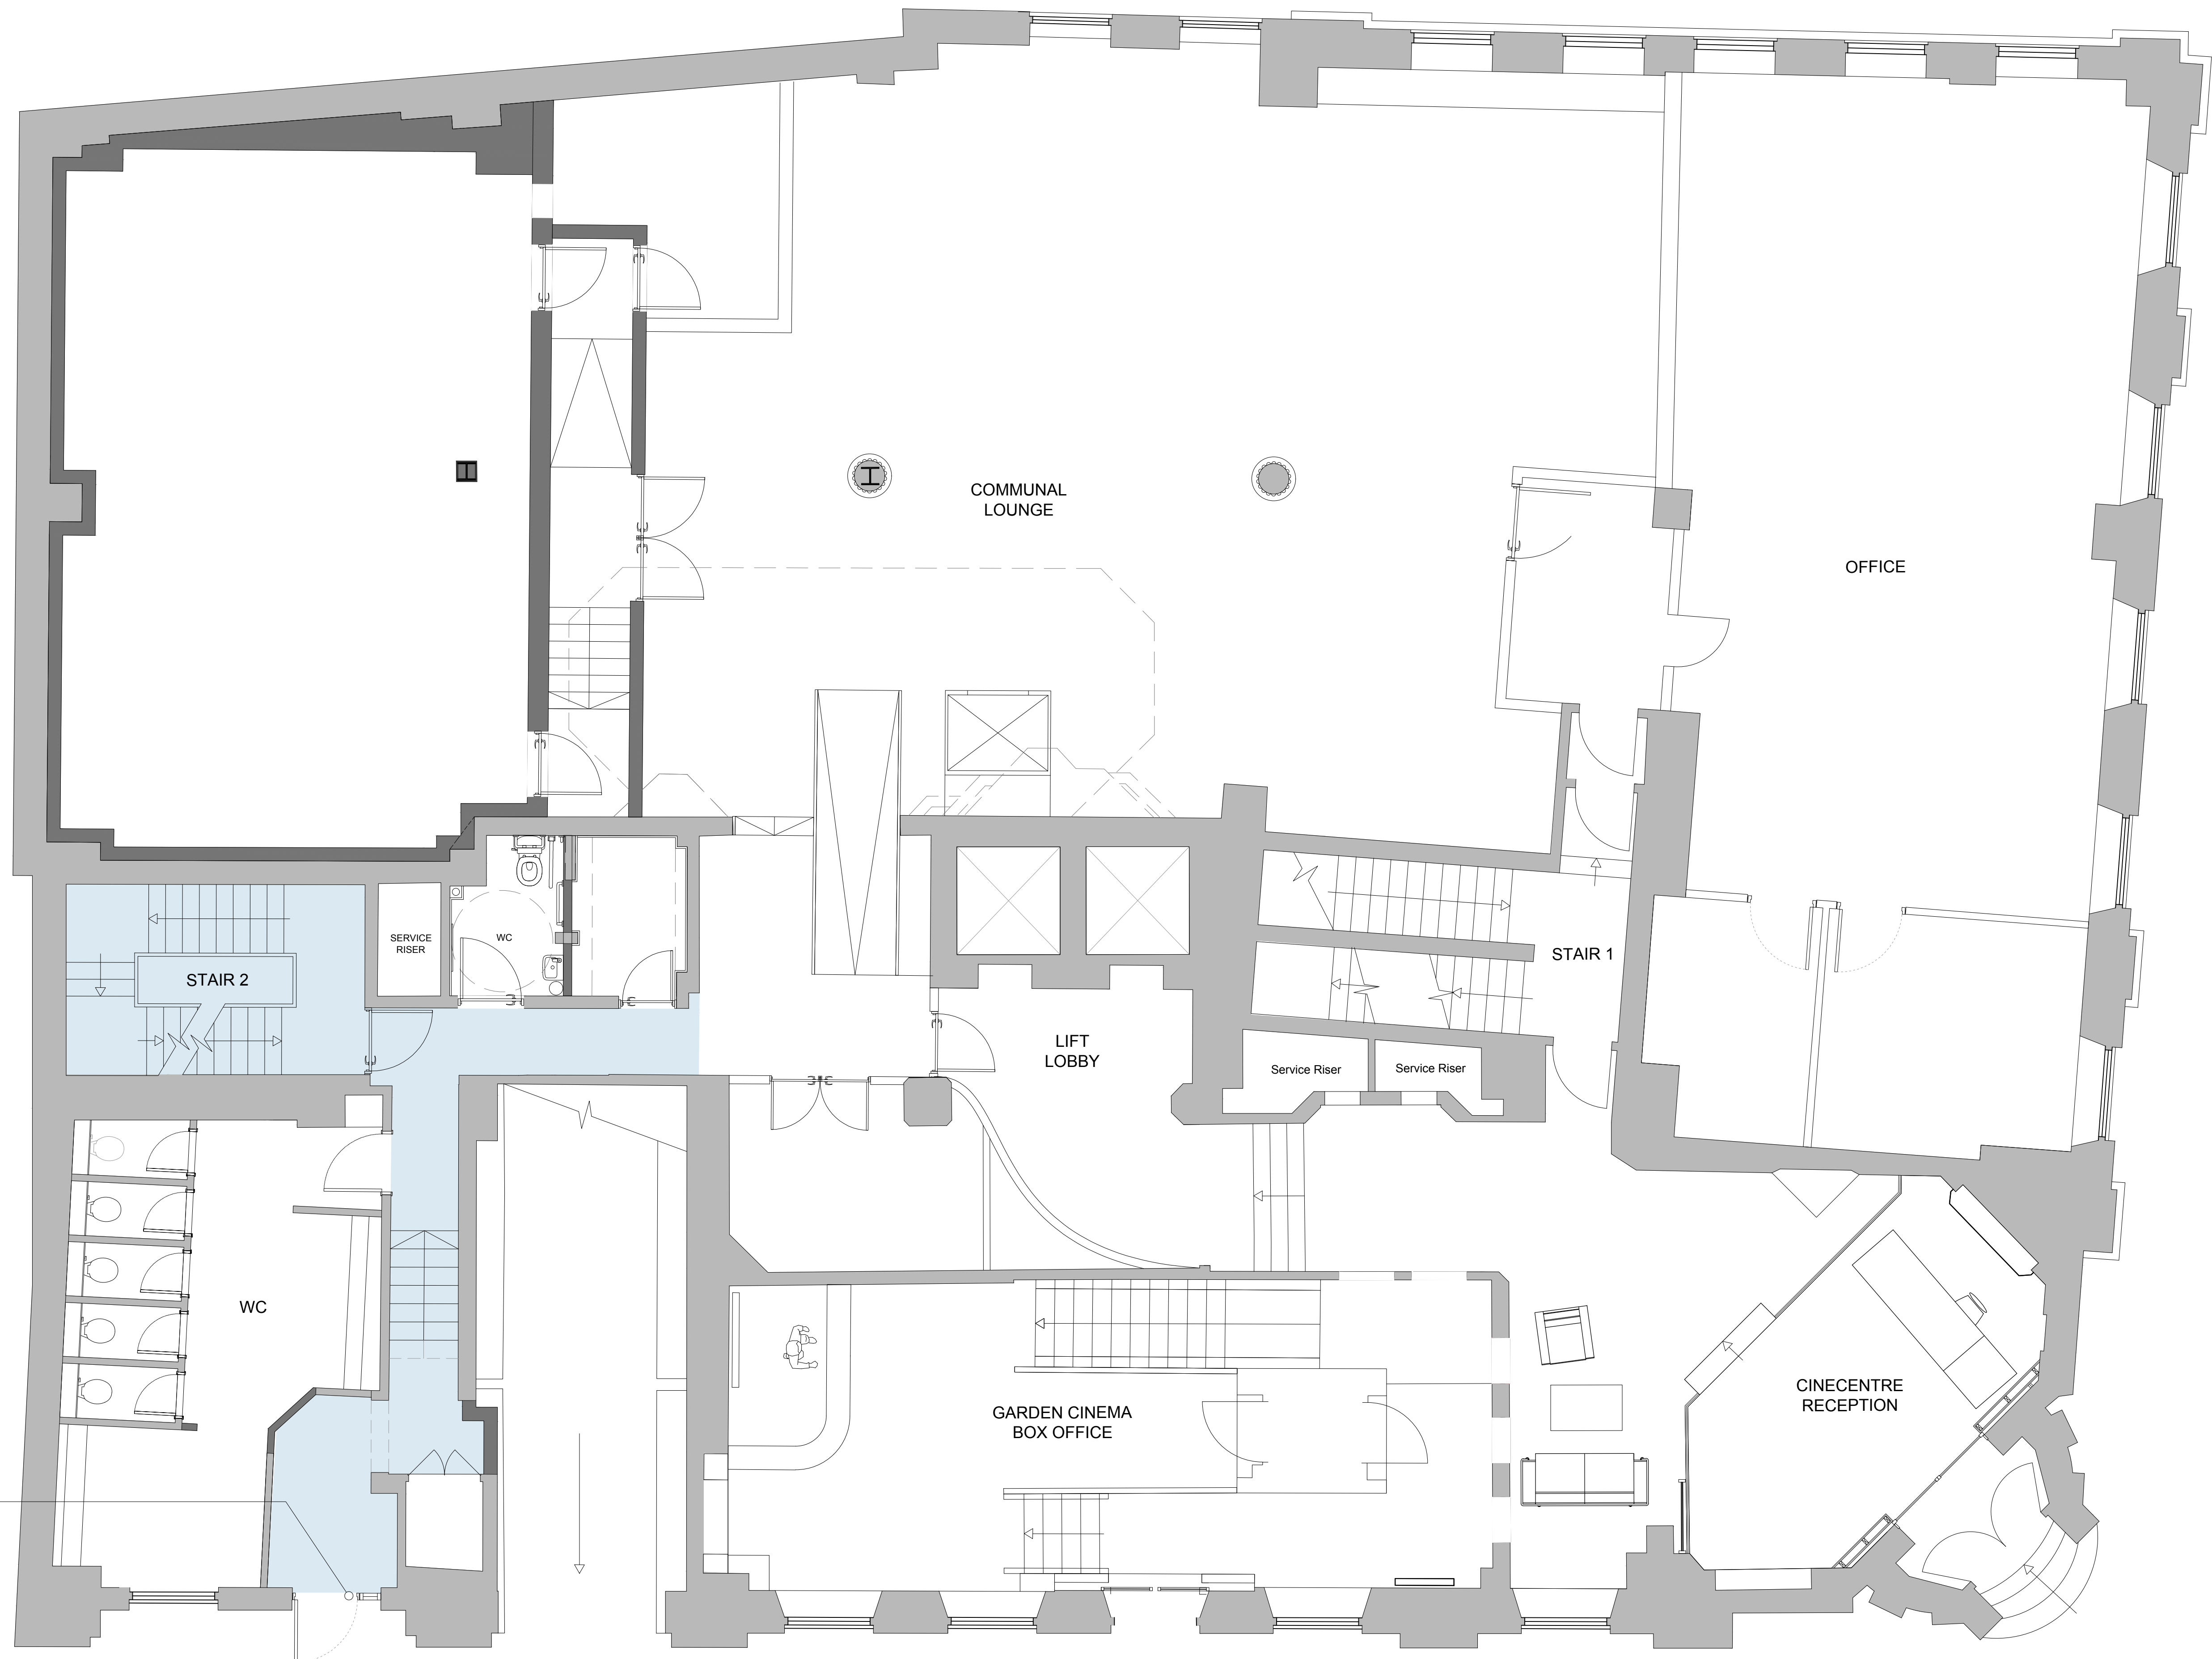 COMMUNAL
LOUNGE
OFFICE
SERVICE
RISER
WC
STAIR 2
STAIR 1
LIFT
LOBBY
Service Riser
Service Riser
WC
GARDEN CINEMA
BOX OFFICE
CINECENTRE
RECEPTION